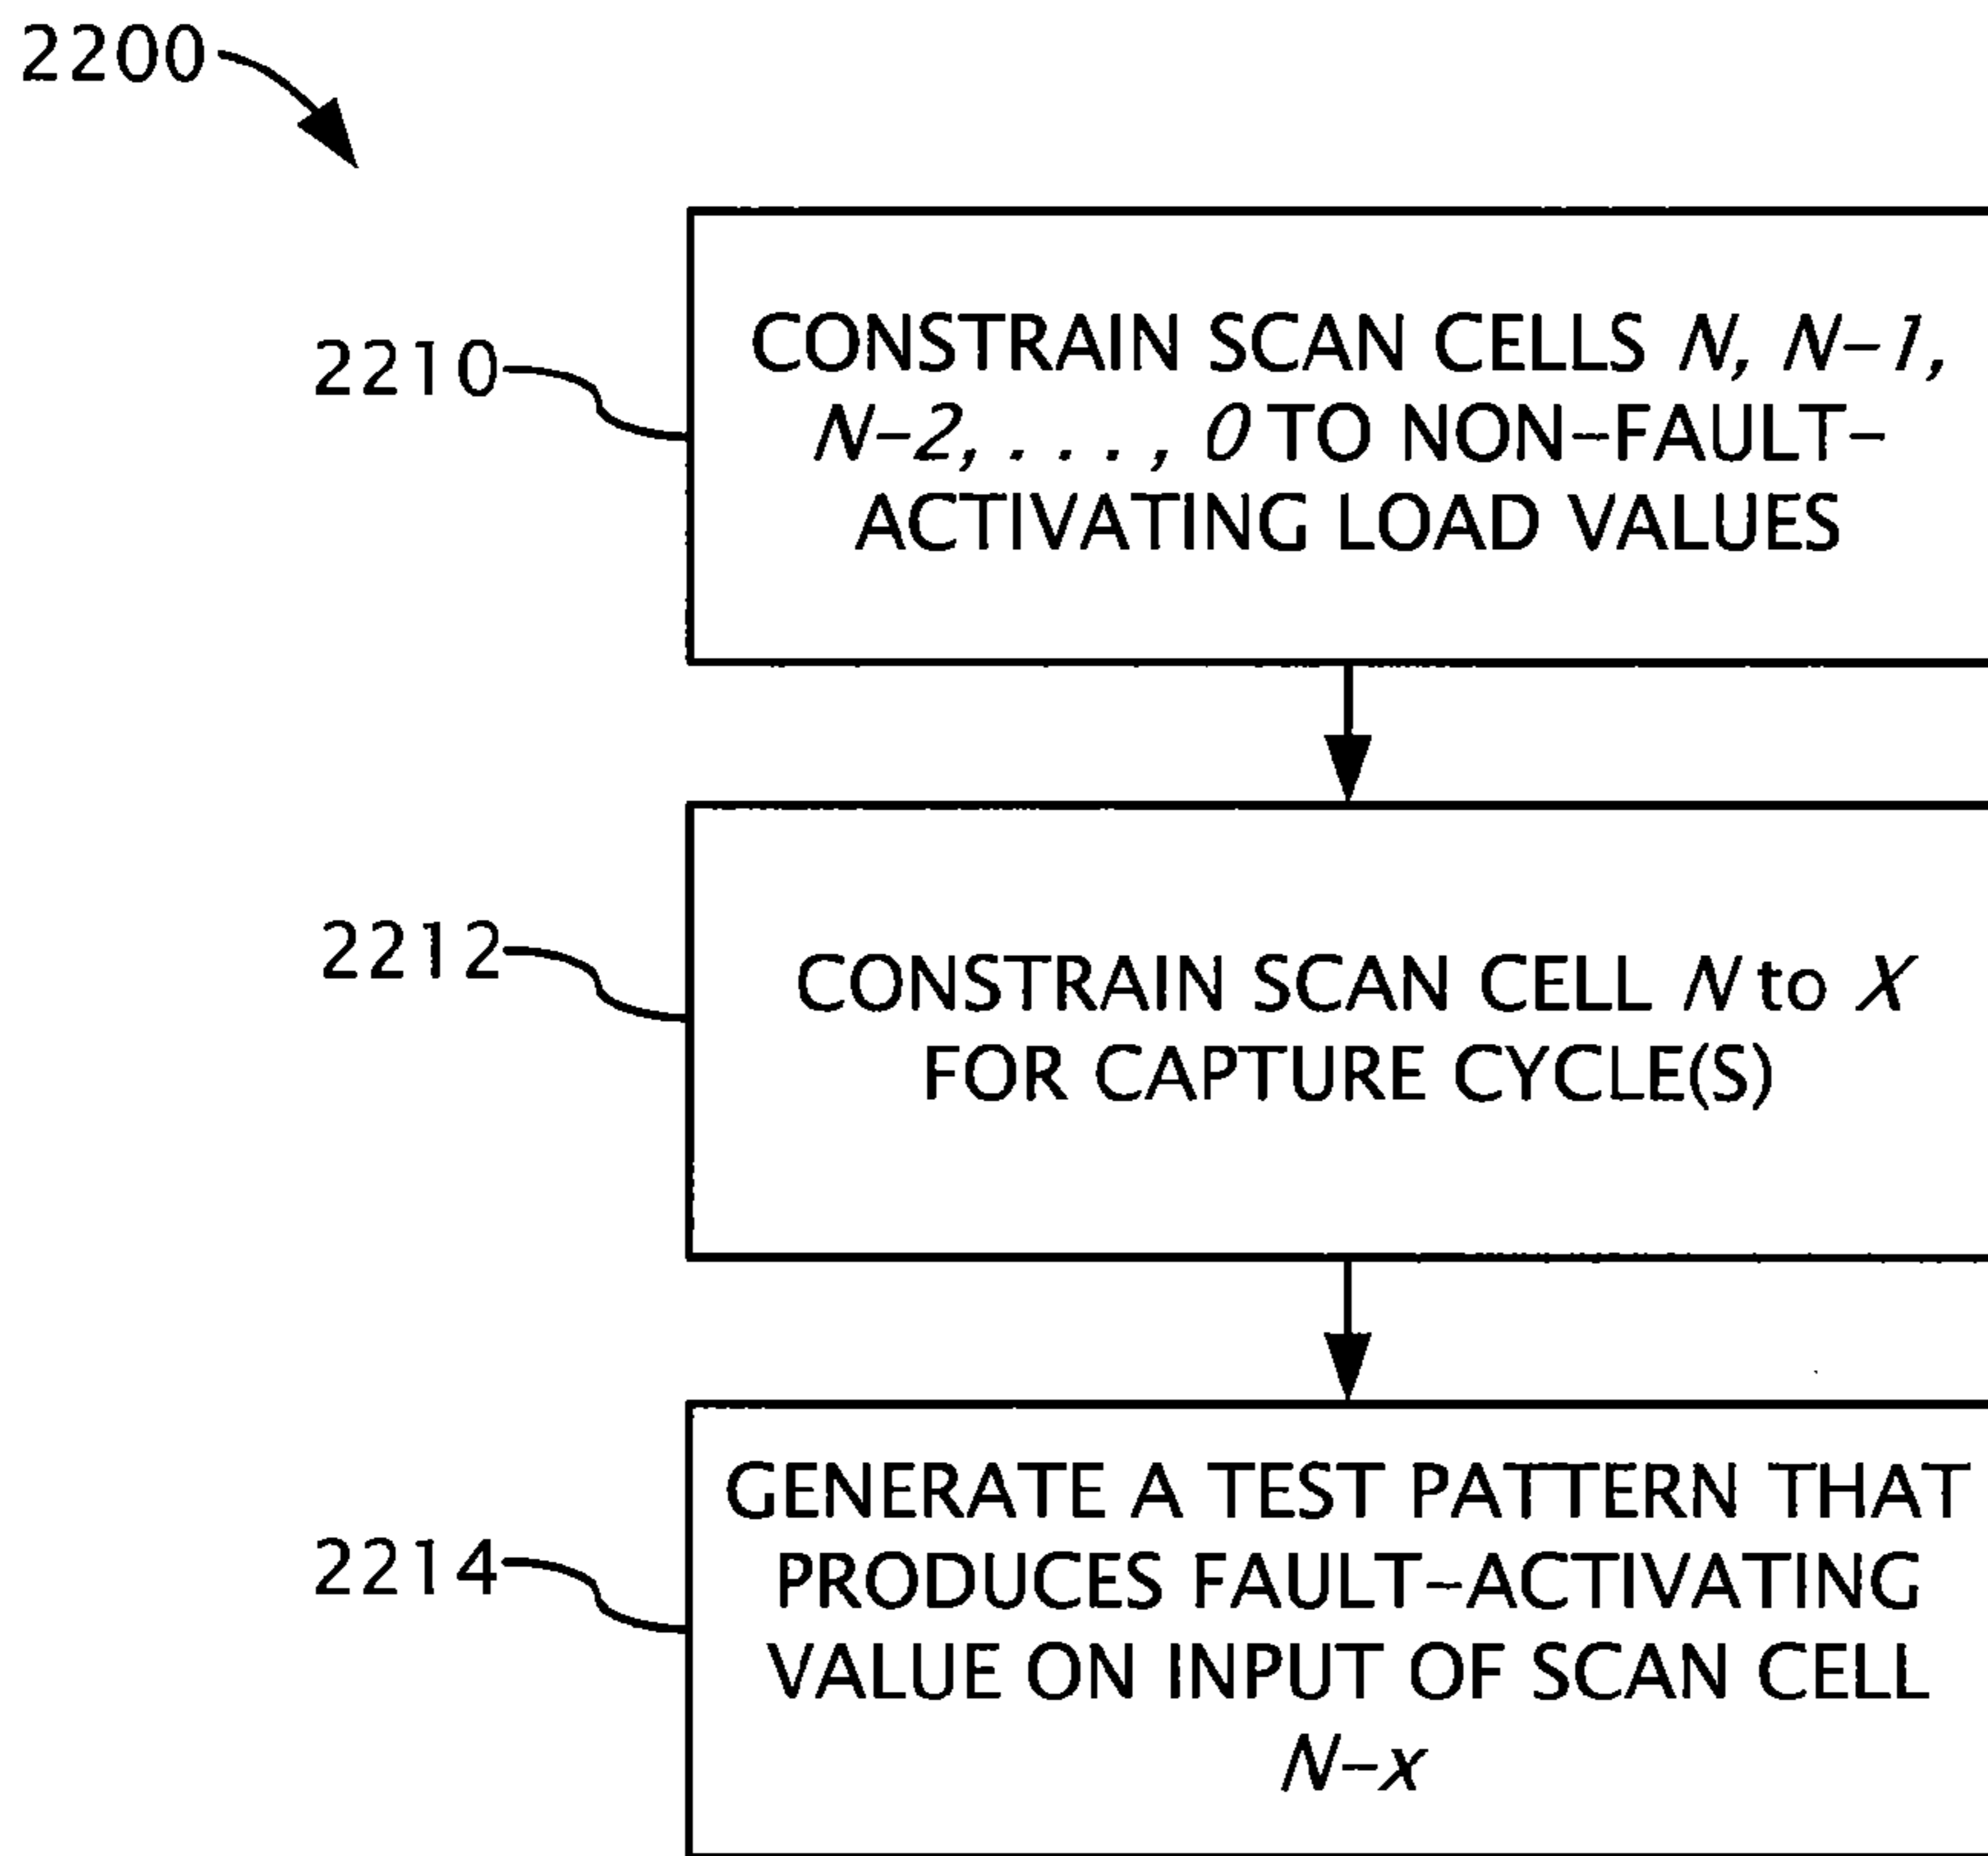 2200
2210
CONSTRAIN SCAN CELLS N, N–1,
N–2, . . . , 0 TO NON–FAULT–
ACTIVATING LOAD VALUES
2212
CONSTRAIN SCAN CELL N to X
FOR CAPTURE CYCLE(S)
2214
GENERATE A TEST PATTERN THAT
PRODUCES FAULT–ACTIVATING
VALUE ON INPUT OF SCAN CELL
N–x